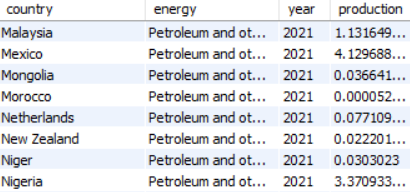 country energy year production
Malaysia Petroleum and ot... 2021 1.131649...
Mexico Petroleum and ot... 2021 4.129688...
Mongolia Petroleum and ot... 2021 0.036641...
Morocco Petroleum and ot... 2021 0.000052...
Netherlands Petroleum and ot... 2021 0.077109...
New Zealand Petroleum and ot... 2021 0.022201...
Niger Petroleum and ot... 2021 0.0303023
Nigeria Petroleum and ot... 2021 3.370933...